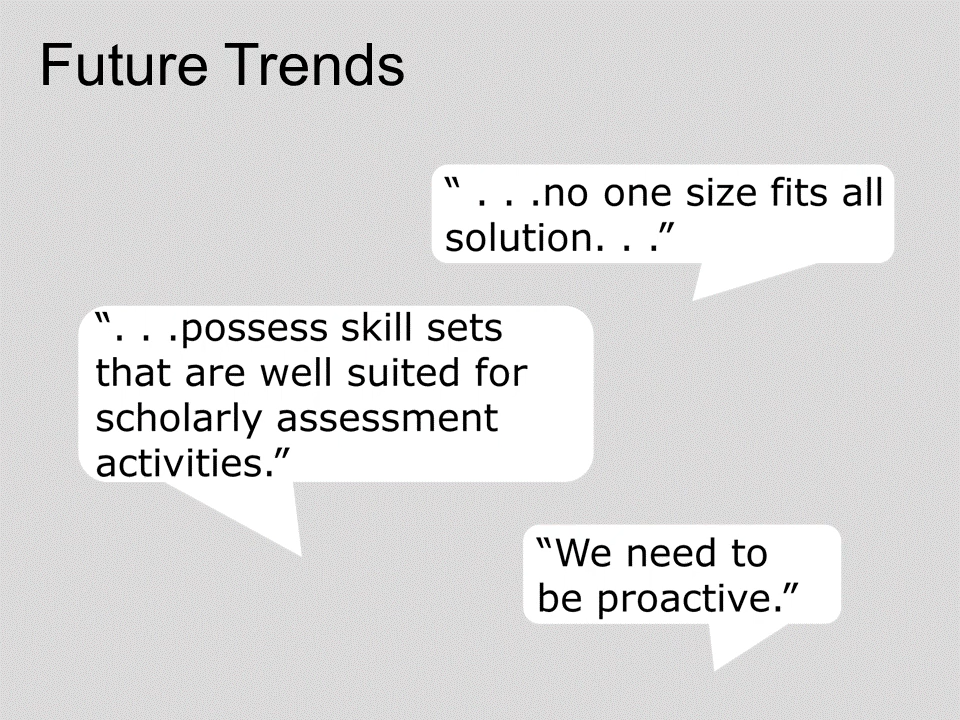 Future Trends
“ . . .no one size fits all
solution. . .”
“. . .possess skill sets
that are well suited for
scholarly assessment
activities.”
“We need to
be proactive.”